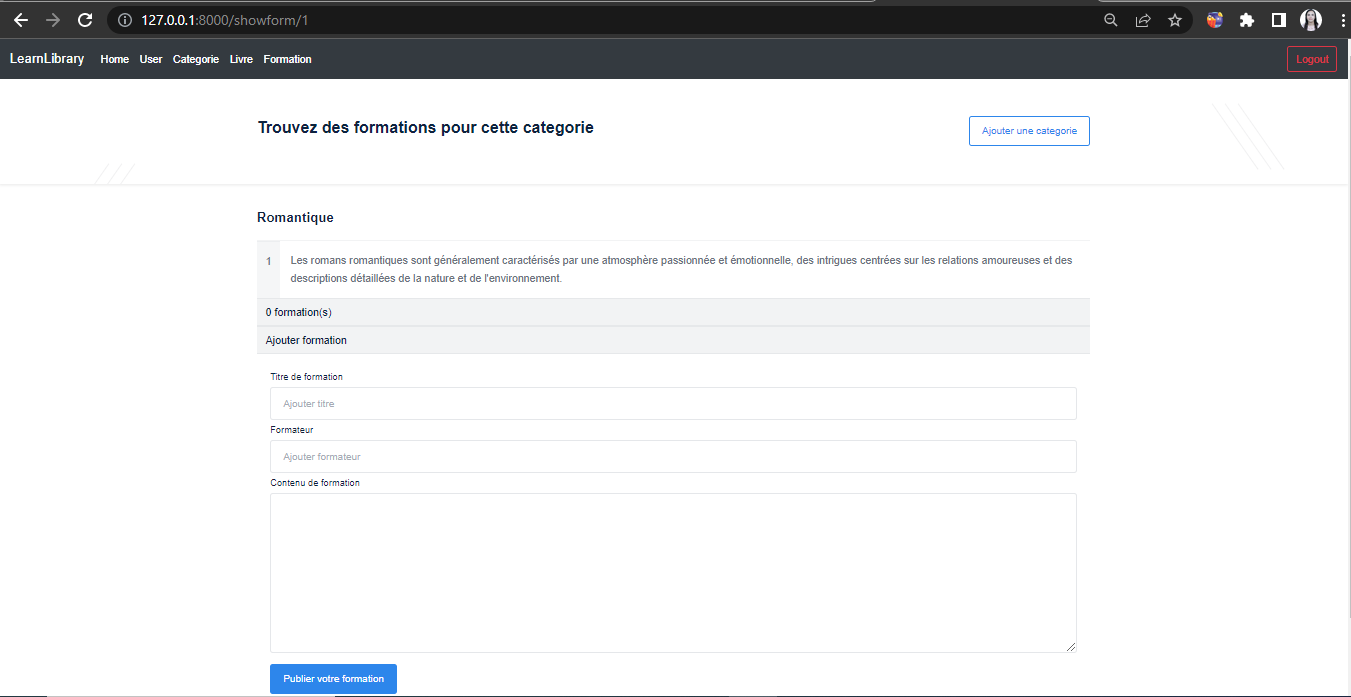 127.0.0.1:8000/showform/1
LearnLibrary Home User Categorie Livre Formation Logout
Trouvez des formations pour cette categorie
Ajouter une categorie
Romantique
1 Les romans romantiques sont généralement caractérisés par une atmosphère passionnée et émotionnelle, des intrigues centrées sur les relations amoureuses et des
descriptions détaillées de la nature et de l'environnement.
0 formation(s)
Ajouter formation
Titre de formation
Ajouter titre
Formateur
Ajouter formateur
Contenu de formation
Publier votre formation